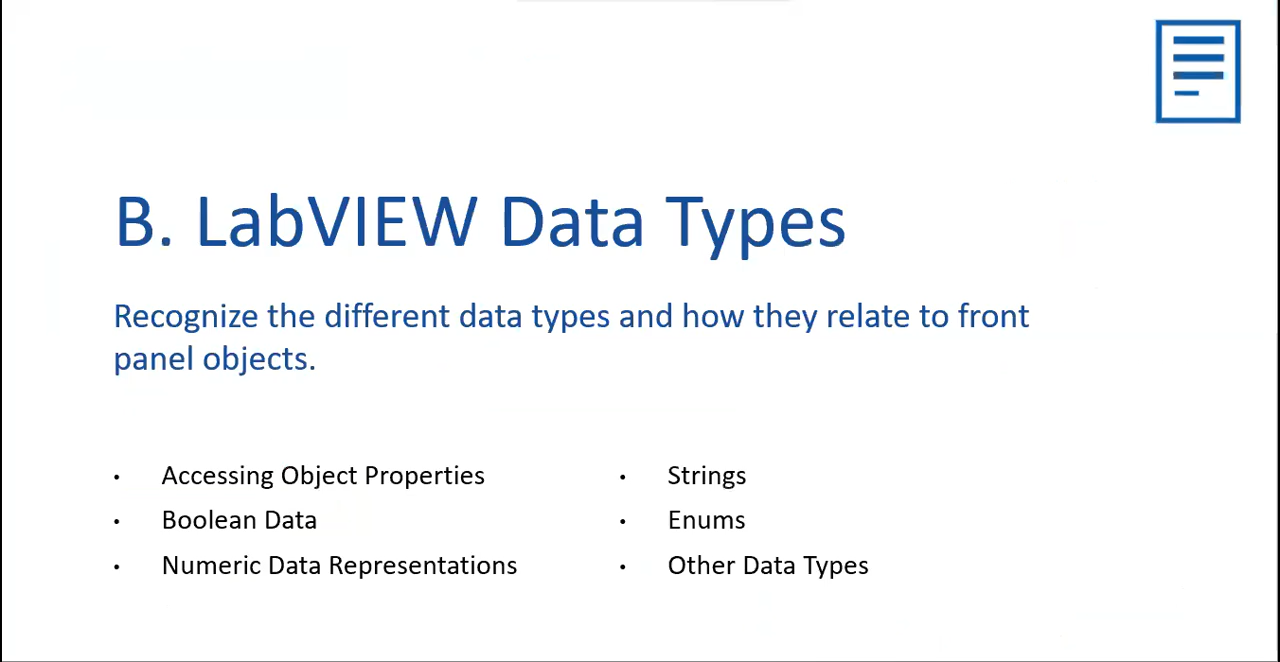 B. LabVIEW Data Types
Recognize the different data types and how they relate to front
panel objects.
• Accessing Object Properties
• Boolean Data
• Numeric Data Representations
• Strings
• Enums
• Other Data Types